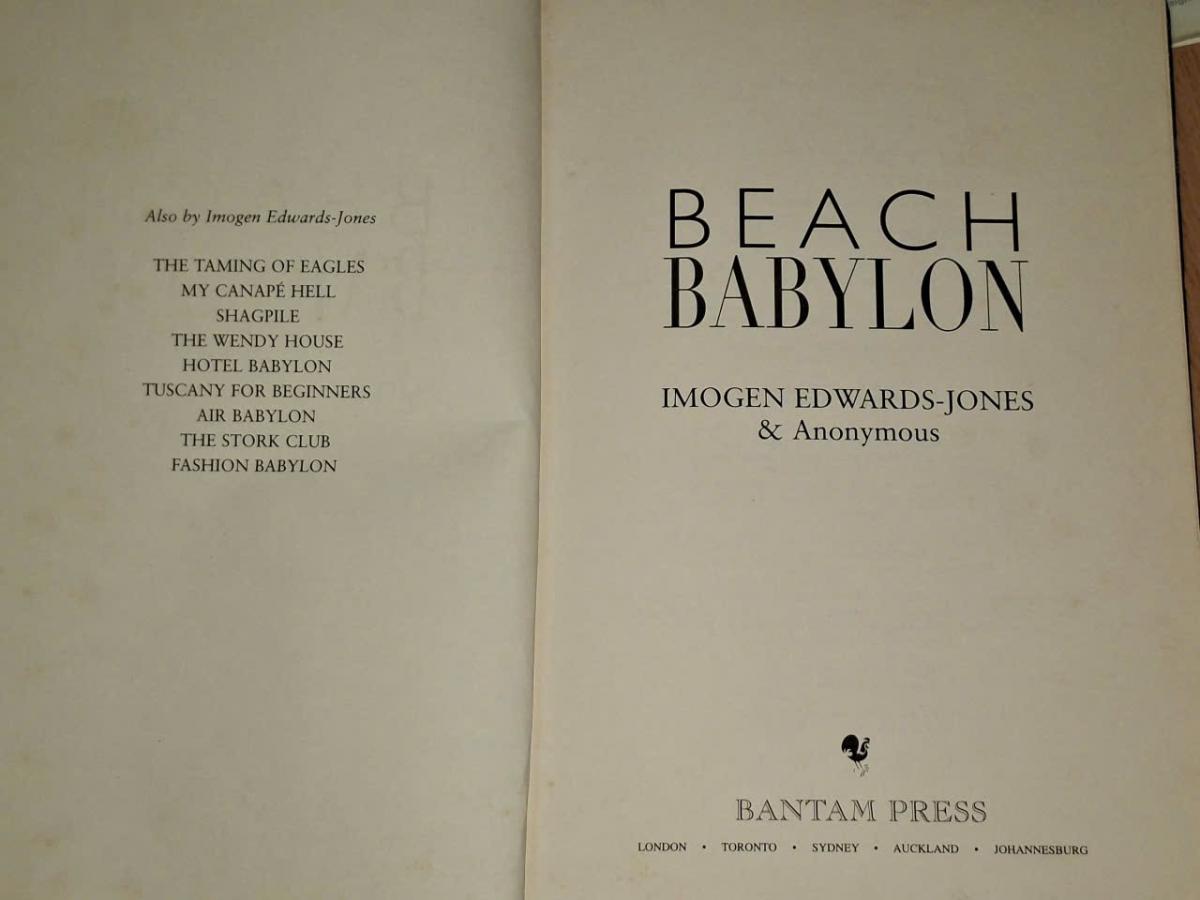 Also by Imogen Edwards-Jones
THE TAMING OF EAGLES
MY CANAPÉ HELL
SHAGPILE
THE WENDY HOUSE
HOTEL BABYLON
TUSCANY FOR BEGINNERS
AIR BABYLON
THE STORK CLUB
FASHION BABYLON
BEACH
BABYLON
IMOGEN EDWARDS-JONES
& Anonymous
BANTAM PRESS
LONDON • TORONTO • SYDNEY • AUCKLAND • JOHANNESBURG